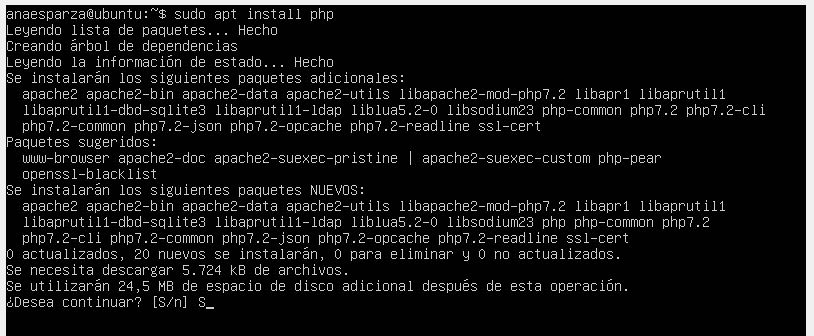 anaesparza@ubuntu:~$ sudo apt install php
Leyendo lista de paquetes... Hecho
Creando árbol de dependencias
Leyendo la información de estado... Hecho
Se instalarán los siguientes paquetes adicionales:
apache2 apache2-bin apache2-data apache2-utils libapache2-mod-php7.2 libapr1 libaprutil1
libaprutil1-dbd-sqlite3 libaprutil1-ldap liblua5.2-0 libsodium23 php-common php7.2 php7.2-cli
php7.2-common php7.2-json php7.2-opcache php7.2-readline ssl-cert
Paquetes sugeridos:
www-browser apache2-doc apache2-suexec-pristine | apache2-suexec-custom php-pear
openssl-blacklist
Se instalarán los siguientes paquetes NUEVOS:
apache2 apache2-bin apache2-data apache2-utils libapache2-mod-php7.2 libapr1 libaprutil1
libaprutil1-dbd-sqlite3 libaprutil1-ldap liblua5.2-0 libsodium23 php php-common php7.2
php7.2-cli php7.2-common php7.2-json php7.2-opcache php7.2-readline ssl-cert
0 actualizados, 20 nuevos se instalarán, 0 para eliminar y 0 no actualizados.
Se necesita descargar 5.724 kB de archivos.
Se utilizarán 24,5 MB de espacio de disco adicional después de esta operación.
¿Desea continuar? [S/n] S_